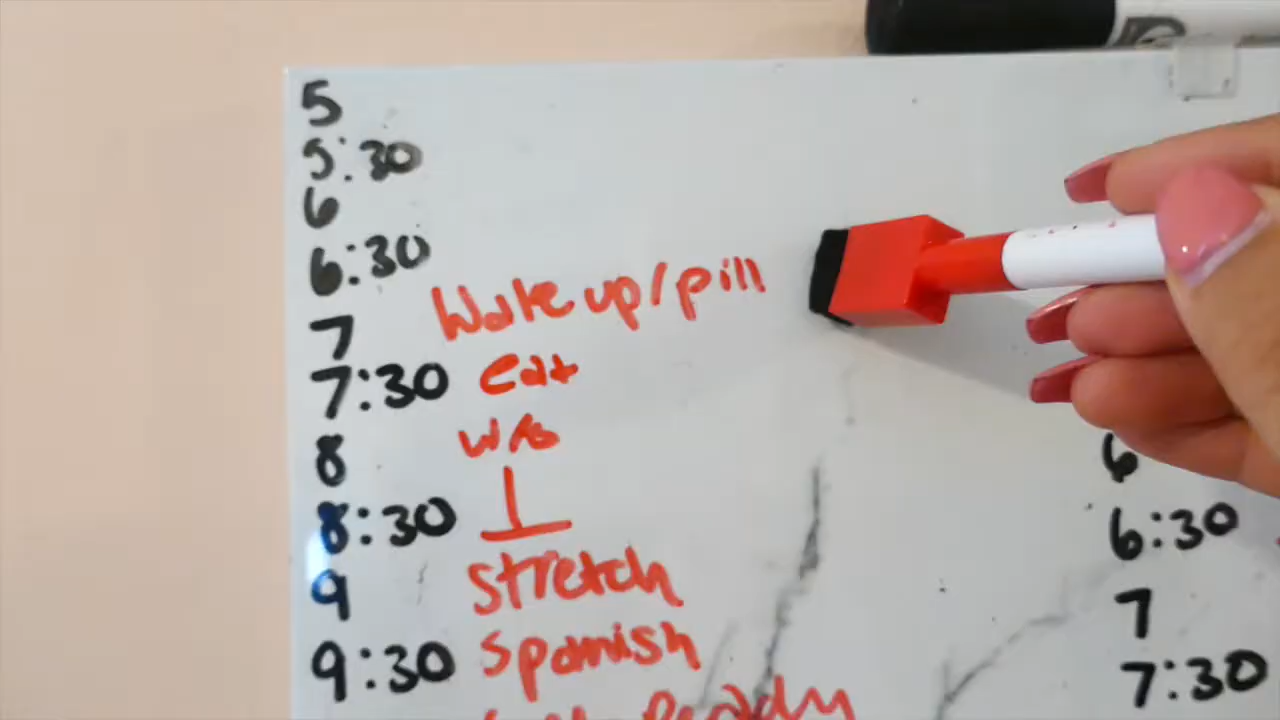 5
5:30
6
6:30
7 Wake up/pill
7:30 eat
8
8:30
9 Stretch
9:30 Spanish
Ready
6
6:30
7
7:30